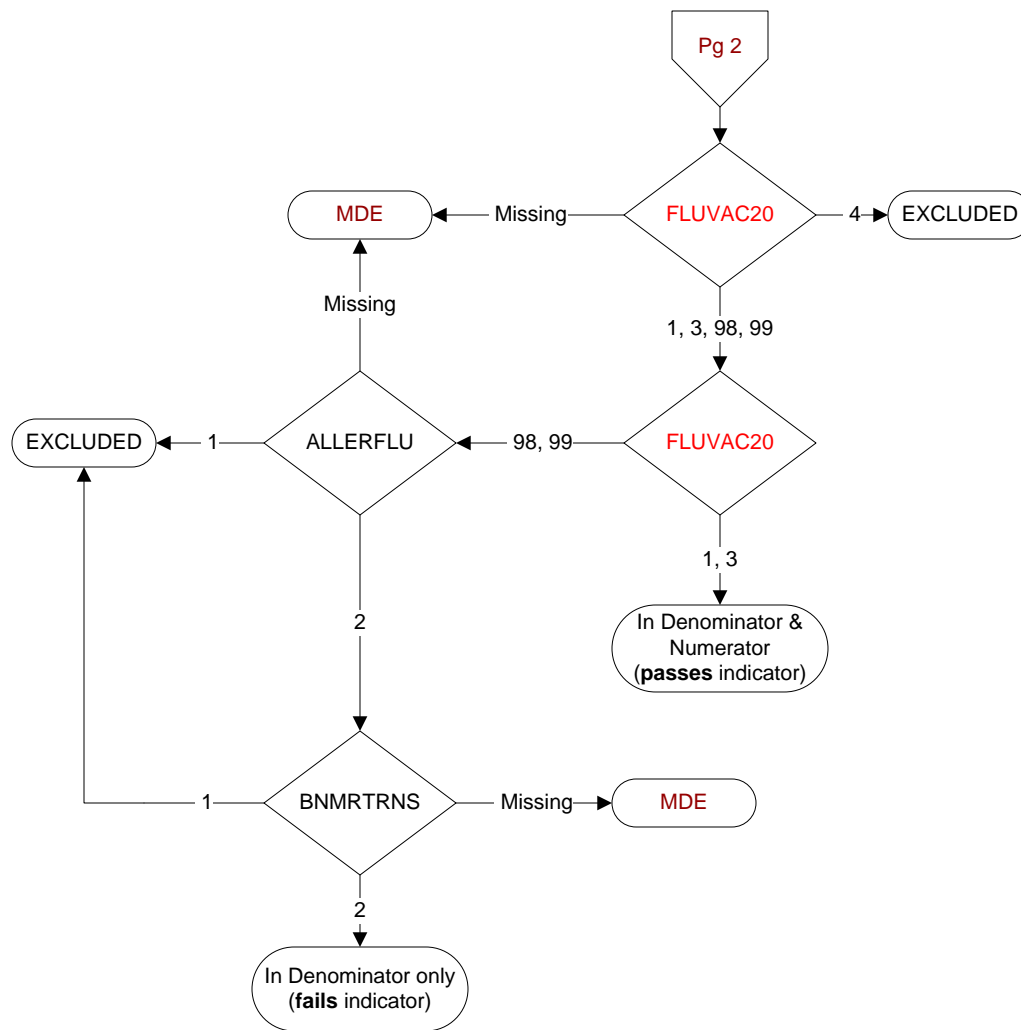 Pg 2
MDE
Missing
FLUVAC20
4
EXCLUDED
Missing
1, 3, 98, 99
EXCLUDED
1
ALLERFLU
98, 99
FLUVAC20
1, 3
2
In Denominator &
Numerator
(passes indicator)
1
BNMRTRNS
Missing
MDE
2
In Denominator only
(fails indicator)